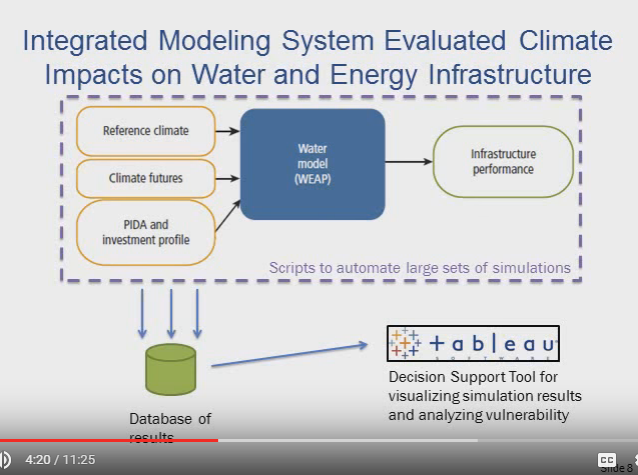 Integrated Modeling System Evaluated Climate
Impacts on Water and Energy Infrastructure
Reference climate
Climate futures
PIDA and
investment profile
Water
model
(WEAP)
Infrastructure
performance
Scripts to automate large sets of simulations
+ableau
SOFTWARE
Decision Support Tool for
visualizing simulation results
and analyzing vulnerability
Database of
results
4:20 / 11:25
CC
Slide 8